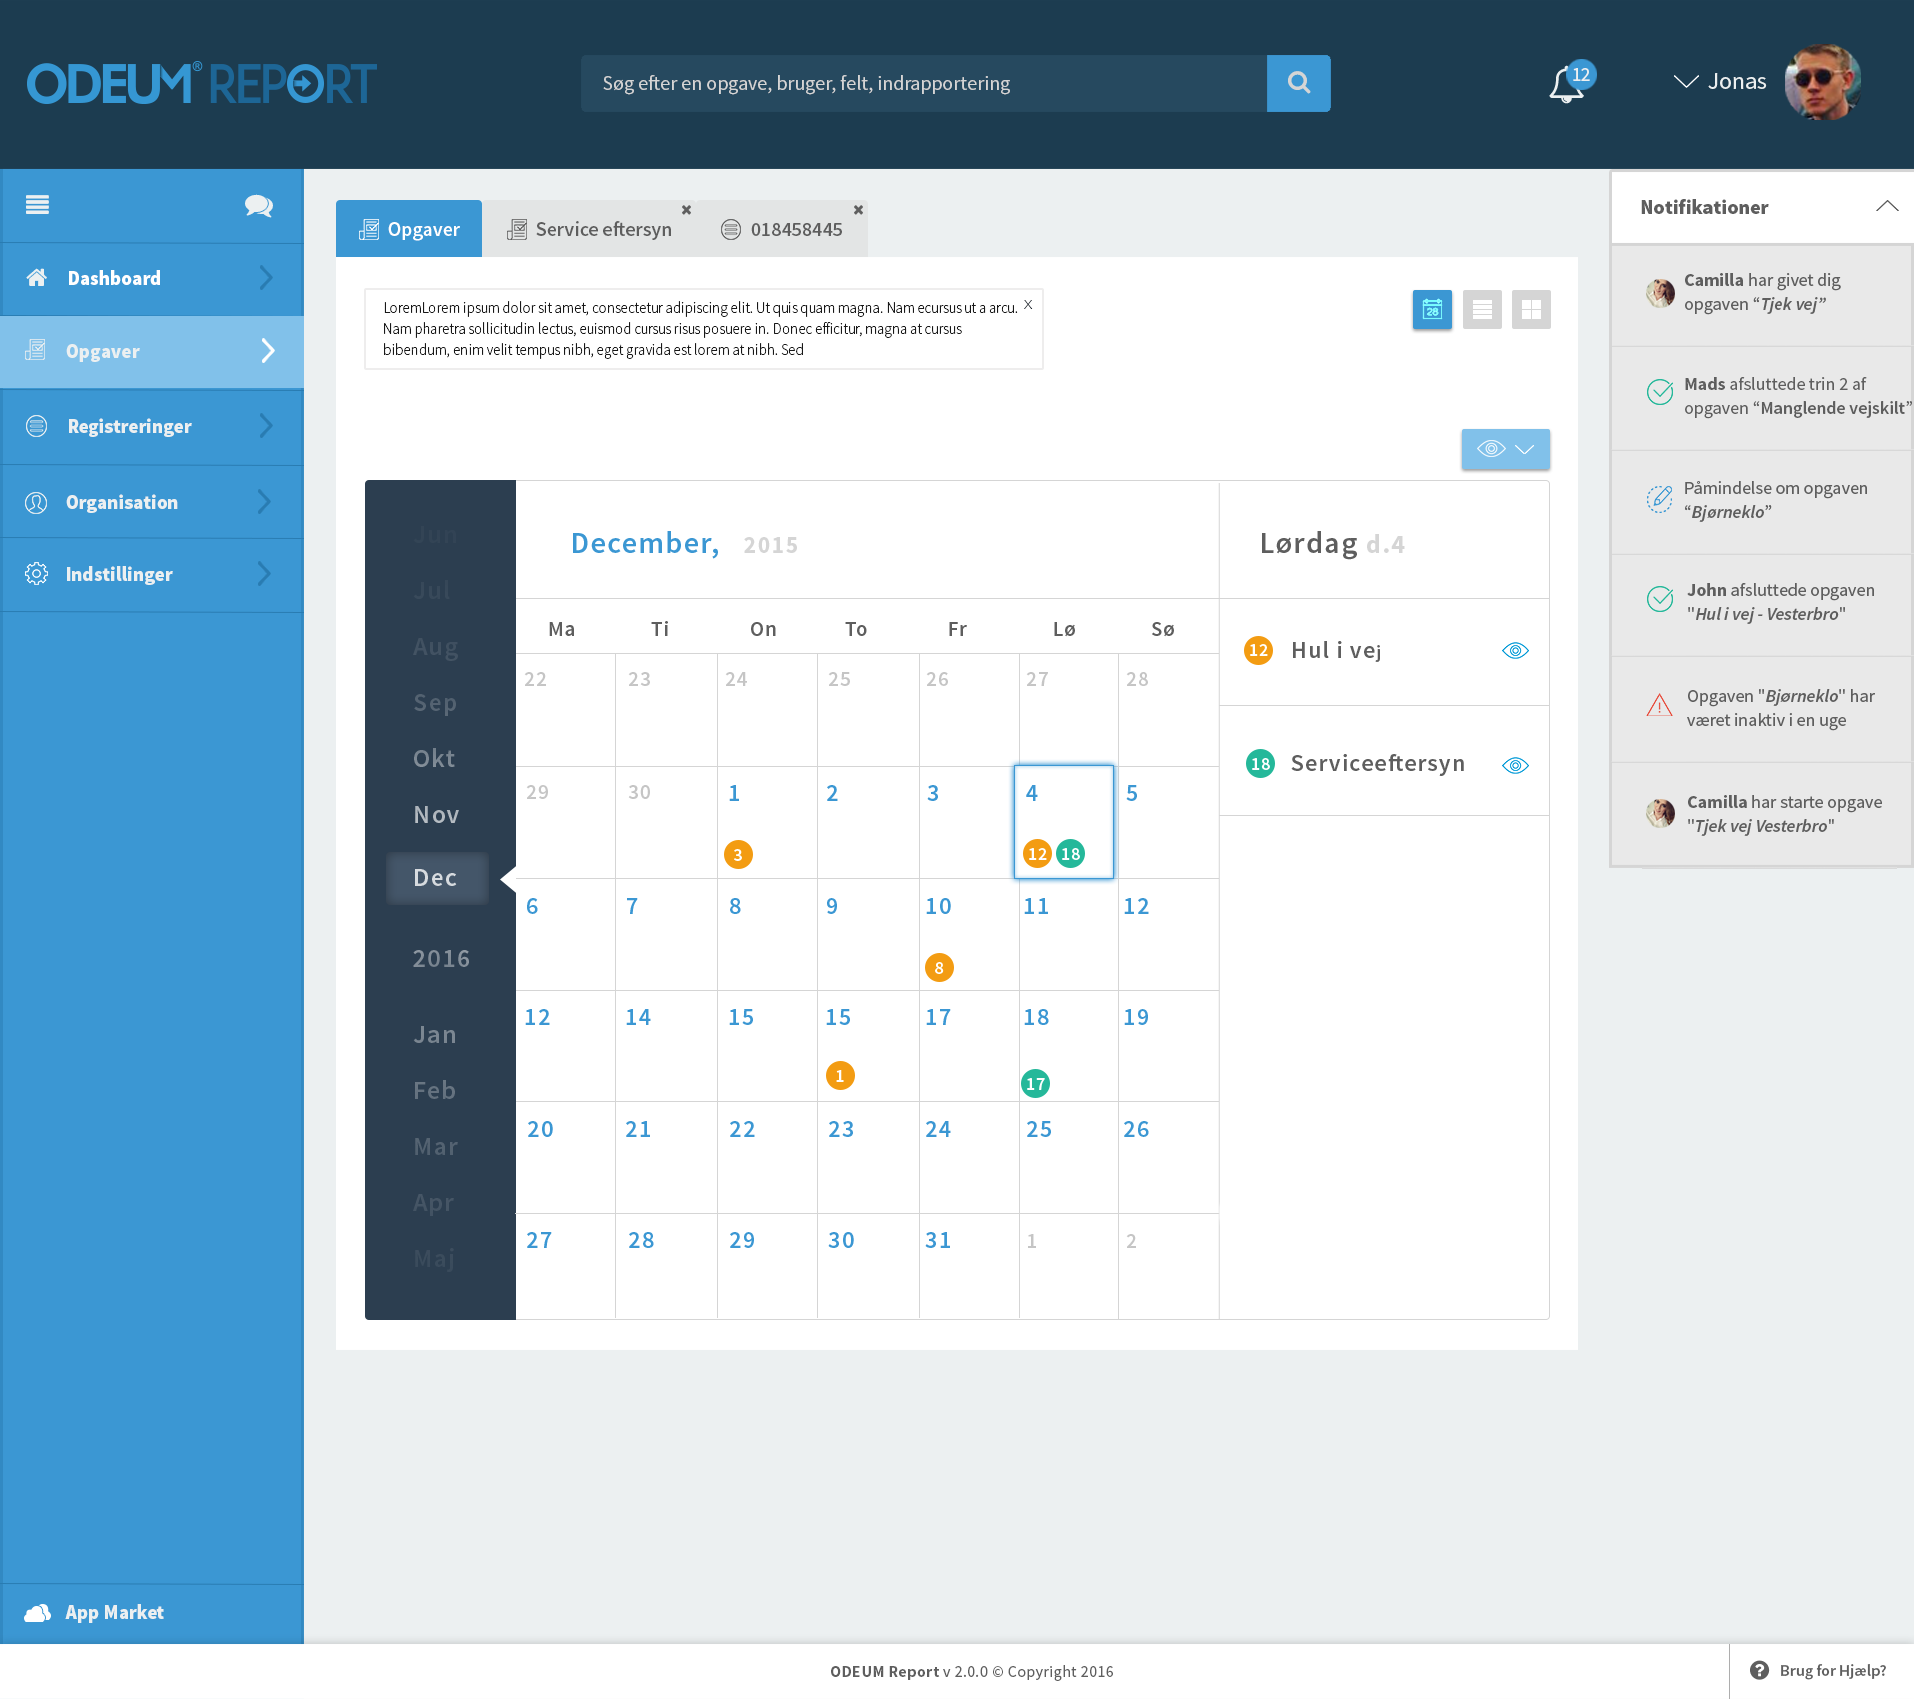 ODEUM® REPORT
Søg efter en opgave, bruger, felt, indrapportering
12
Jonas
Dashboard
Opgaver
Registreringer
Organisation
Indstillinger
App Market
Opgaver
Service eftersyn
018458445
LoremLorem ipsum dolor sit amet, consectetur adipiscing elit. Ut quis quam magna. Nam ecursus ut a arcu. X
Nam pharetra sollicitudin lectus, euismod cursus risus posuere in. Donec efficitur, magna at cursus
bibendum, enim velit tempus nibh, eget gravida est lorem at nibh. Sed
28
Jun
Jul
Aug
Sep
Okt
Nov
Dec
2016
Jan
Feb
Mar
Apr
Maj
December, 2015
Ma Ti On To Fr Lø Sø
22 23 24 25 26 27 28
29 30 1 2 3 4 5
3 12 18
6 7 8 9 10 11 12
8
12 14 15 15 17 18 19
1 17
20 21 22 23 24 25 26
27 28 29 30 31 1 2
Lørdag d.4
12 Hul i vej
18 Serviceeftersyn
Notifikationer
Camilla har givet dig
opgaven “Tjek vej”
Mads afsluttede trin 2 af
opgaven “Manglende vejskilt”
Påmindelse om opgaven
“Bjørneklo”
John afsluttede opgaven
"Hul i vej - Vesterbro"
Opgaven "Bjørneklo" har
været inaktiv i en uge
Camilla har starte opgave
"Tjek vej Vesterbro"
ODEUM Report v 2.0.0 © Copyright 2016
Brug for Hjælp?